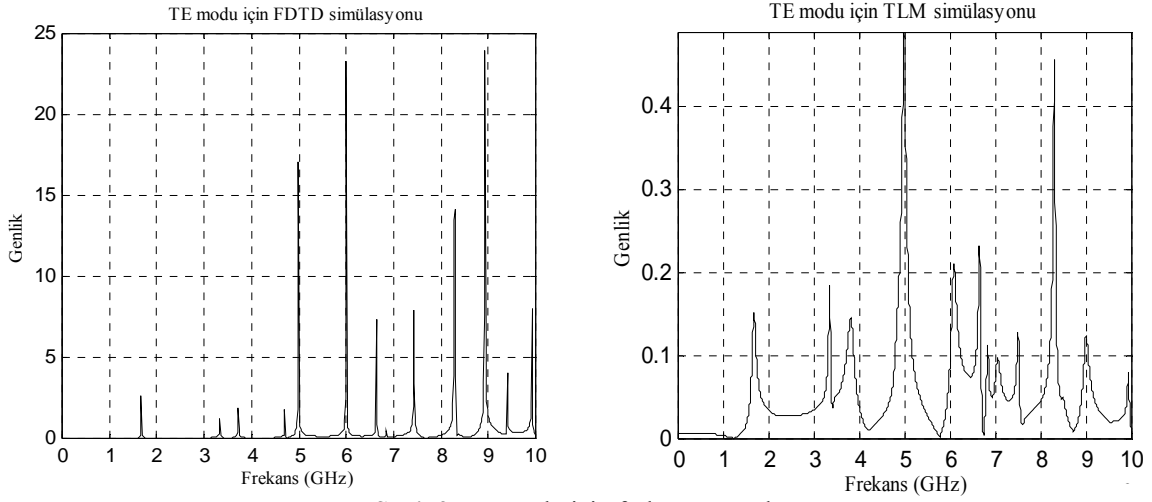 TE modu için FDTD simülasyonu
25
20
15
10
5
0
0 1 2 3 4 5 6 7 8 9 10
Genlik
Frekans (GHz)
TE modu için TLM simülasyonu
0.4
0.3
0.2
0.1
0
0 1 2 3 4 5 6 7 8 9 10
Genlik
Frekans (GHz)